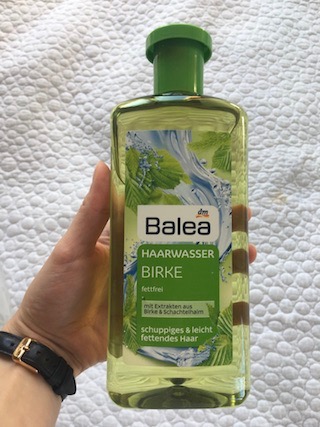 dm
Balea
HAARWASSER
BIRKE
fettfrei
mit Extrakten aus
Birke & Schachtelhalm
schuppiges & leicht
fettendes Haar